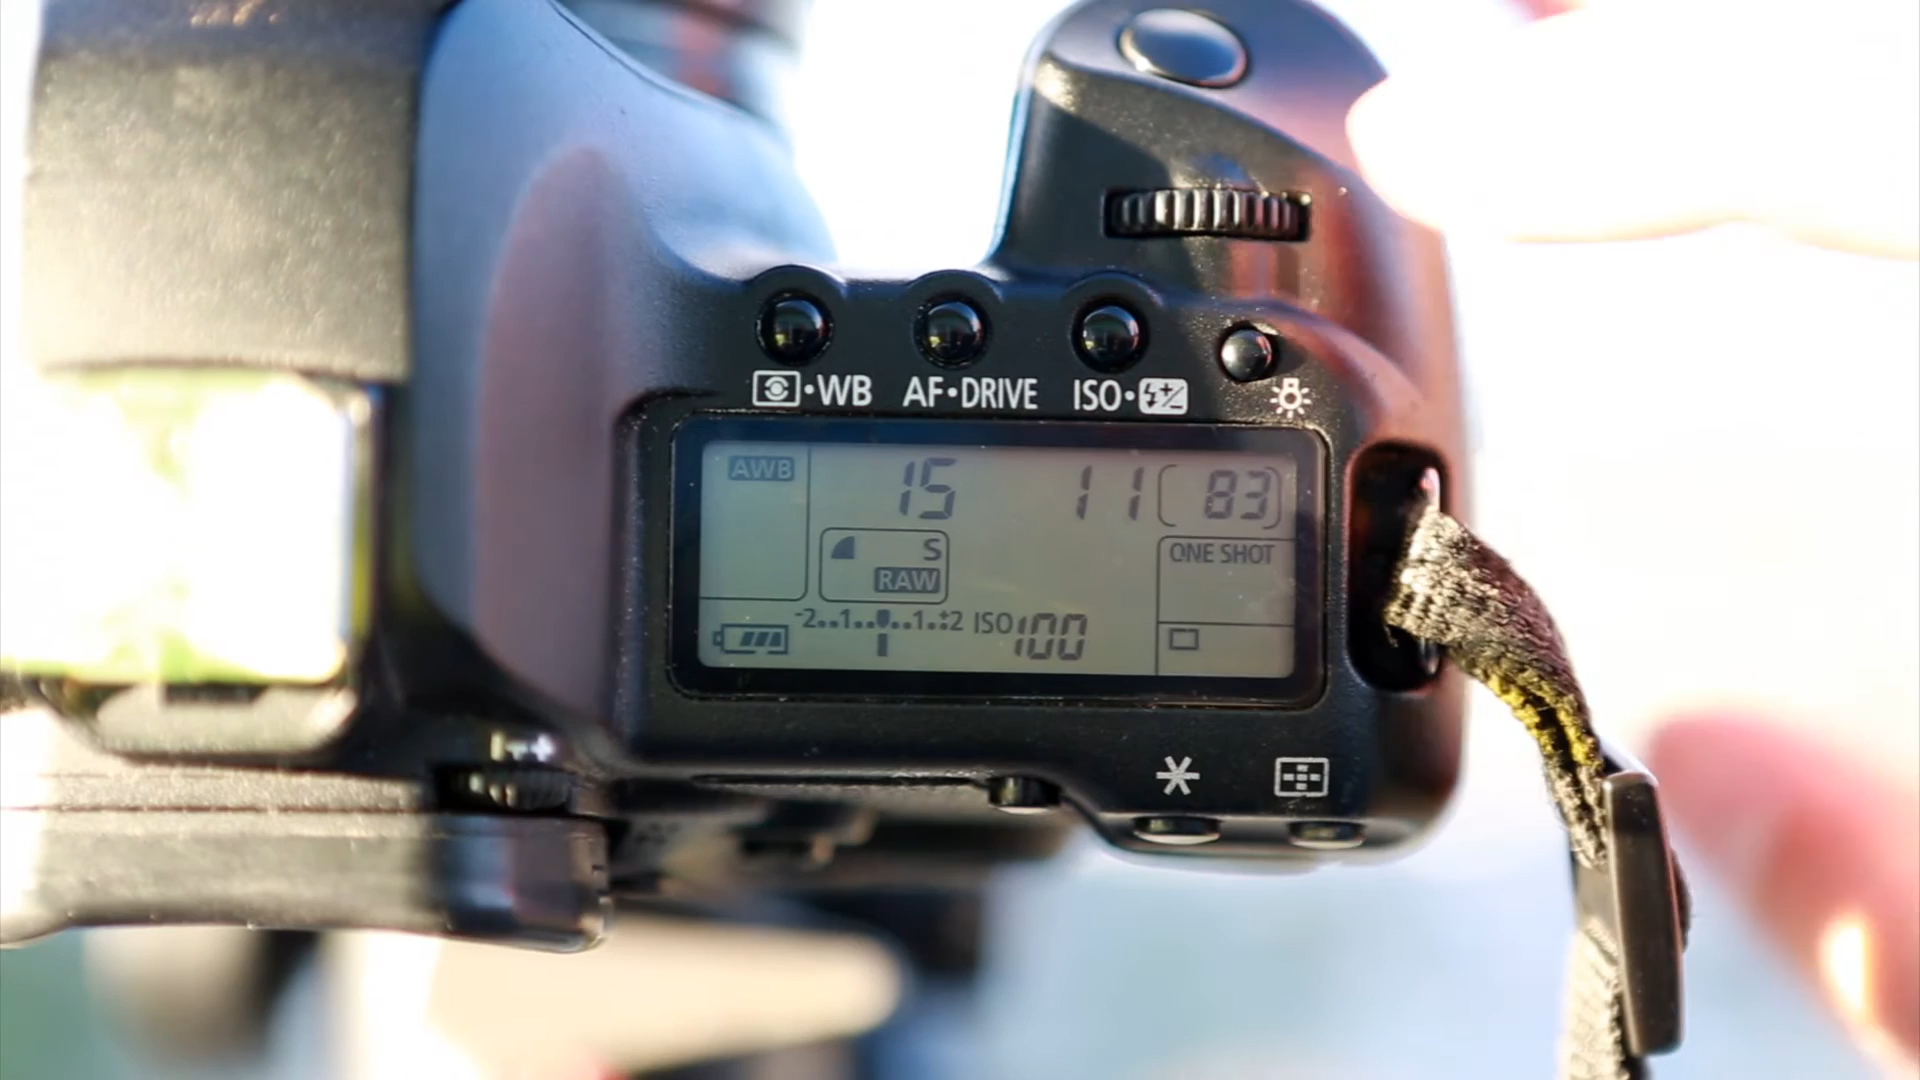 WB AF•DRIVE ISO•
AWB 15 11 [ 83]
S
RAW
ONE SHOT
-2..1..0..1.:+2 ISO 100